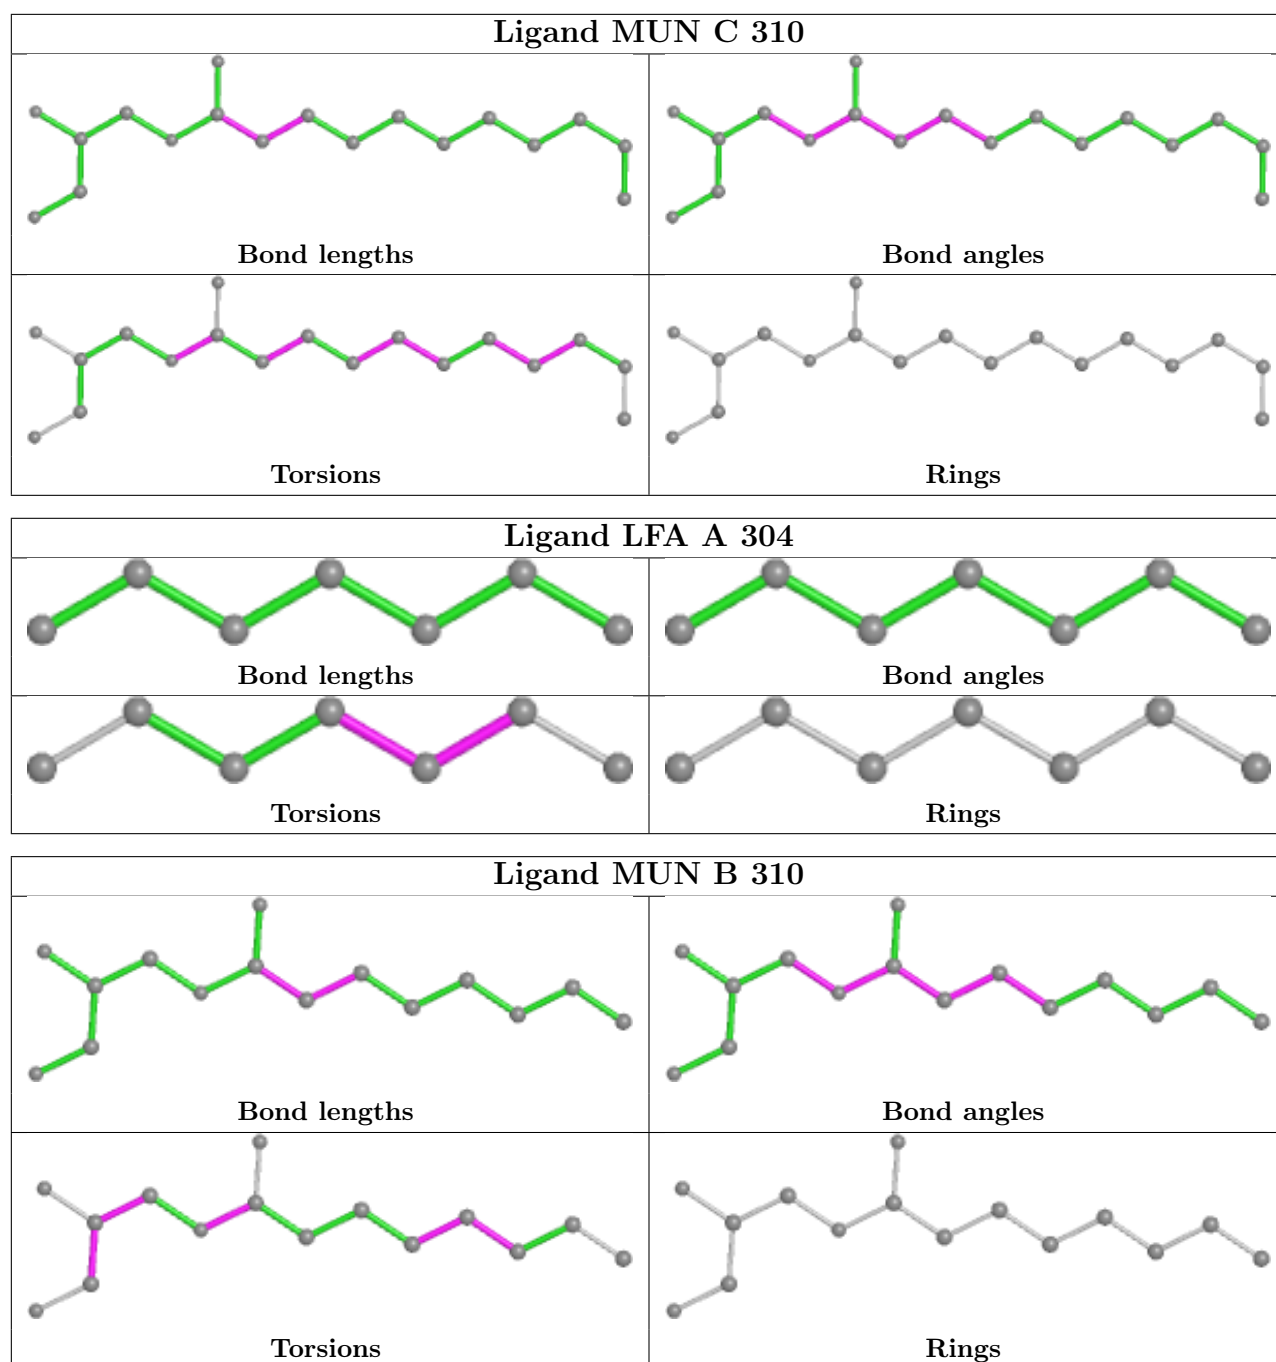 Ligand MUN C 310
Bond lengths
Bond angles
Torsions
Rings
Ligand LFA A 304
Bond lengths
Bond angles
Torsions
Rings
Ligand MUN B 310
Bond lengths
Bond angles
Torsions
Rings